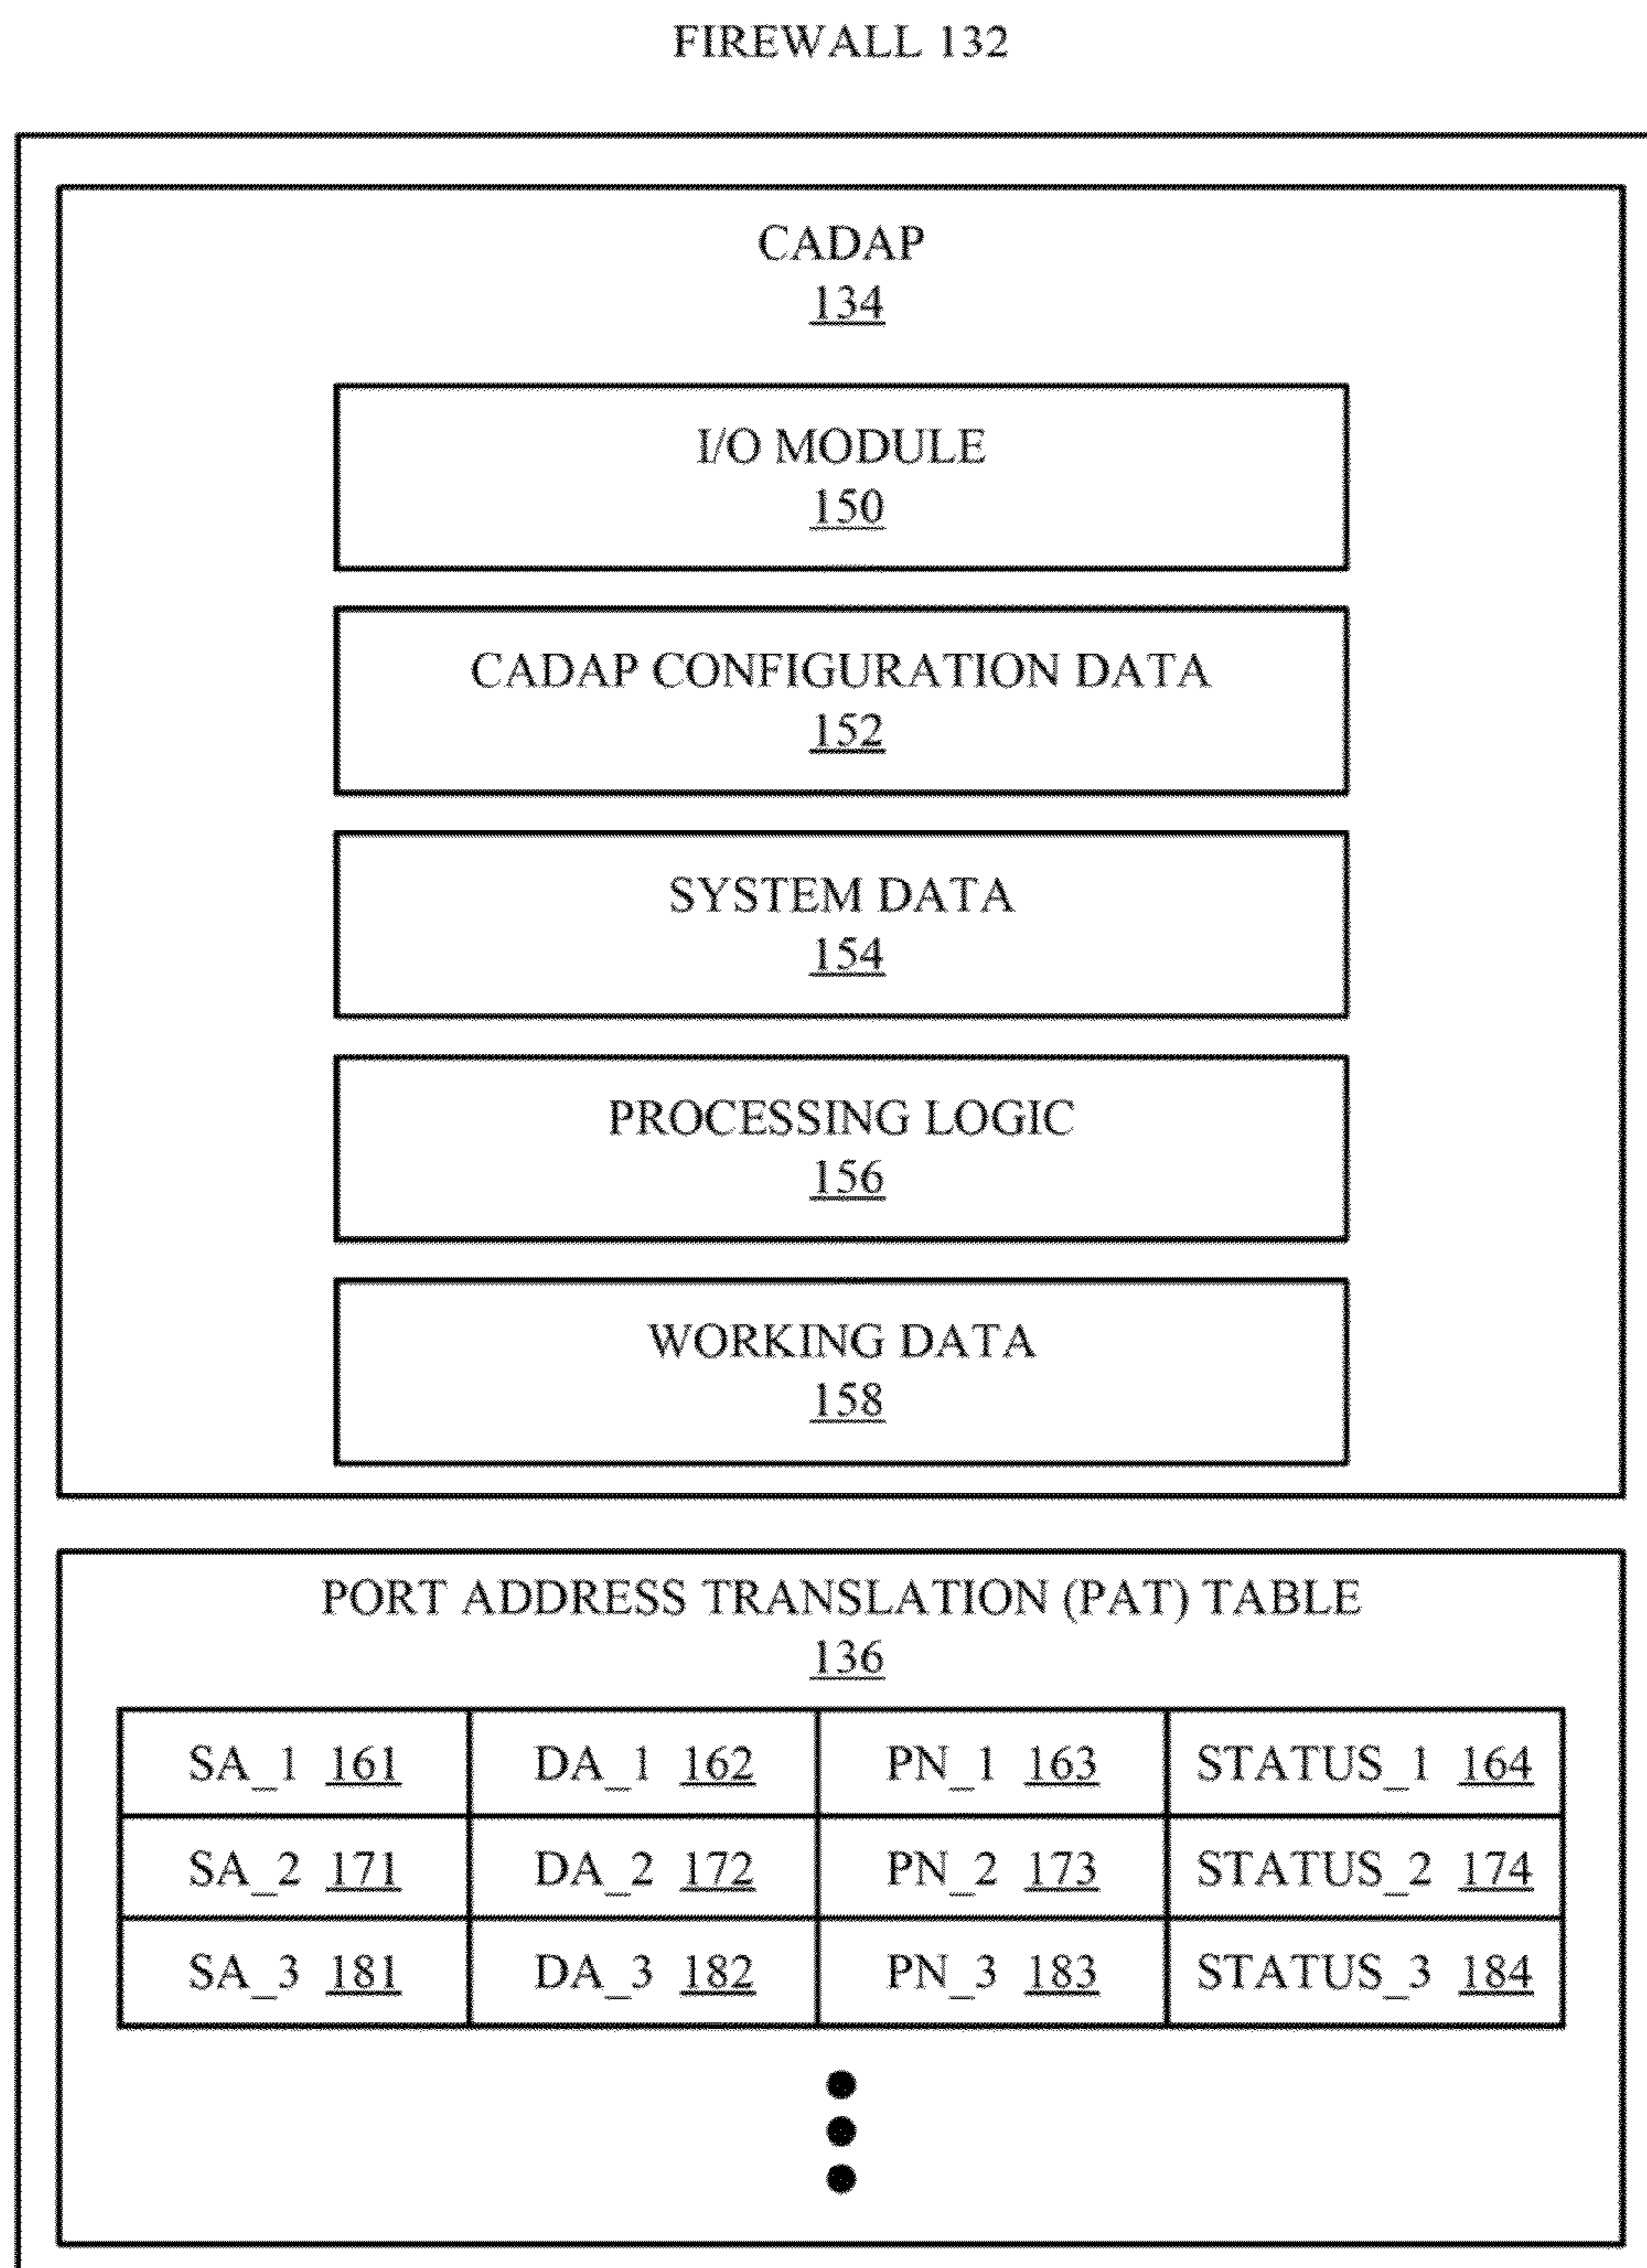 FIREWALL 132
CADAP
134
I/O MODULE
150
CADAP CONFIGURATION DATA
152
SYSTEM DATA
154
PROCESSING LOGIC
156
WORKING DATA
158
PORT ADDRESS TRANSLATION (PAT) TABLE
136
SA_1 161 DA_1 162 PN_1 163 STATUS_1 164
SA_2 171 DA_2 172 PN_2 173 STATUS_2 174
SA_3 181 DA_3 182 PN_3 183 STATUS_3 184